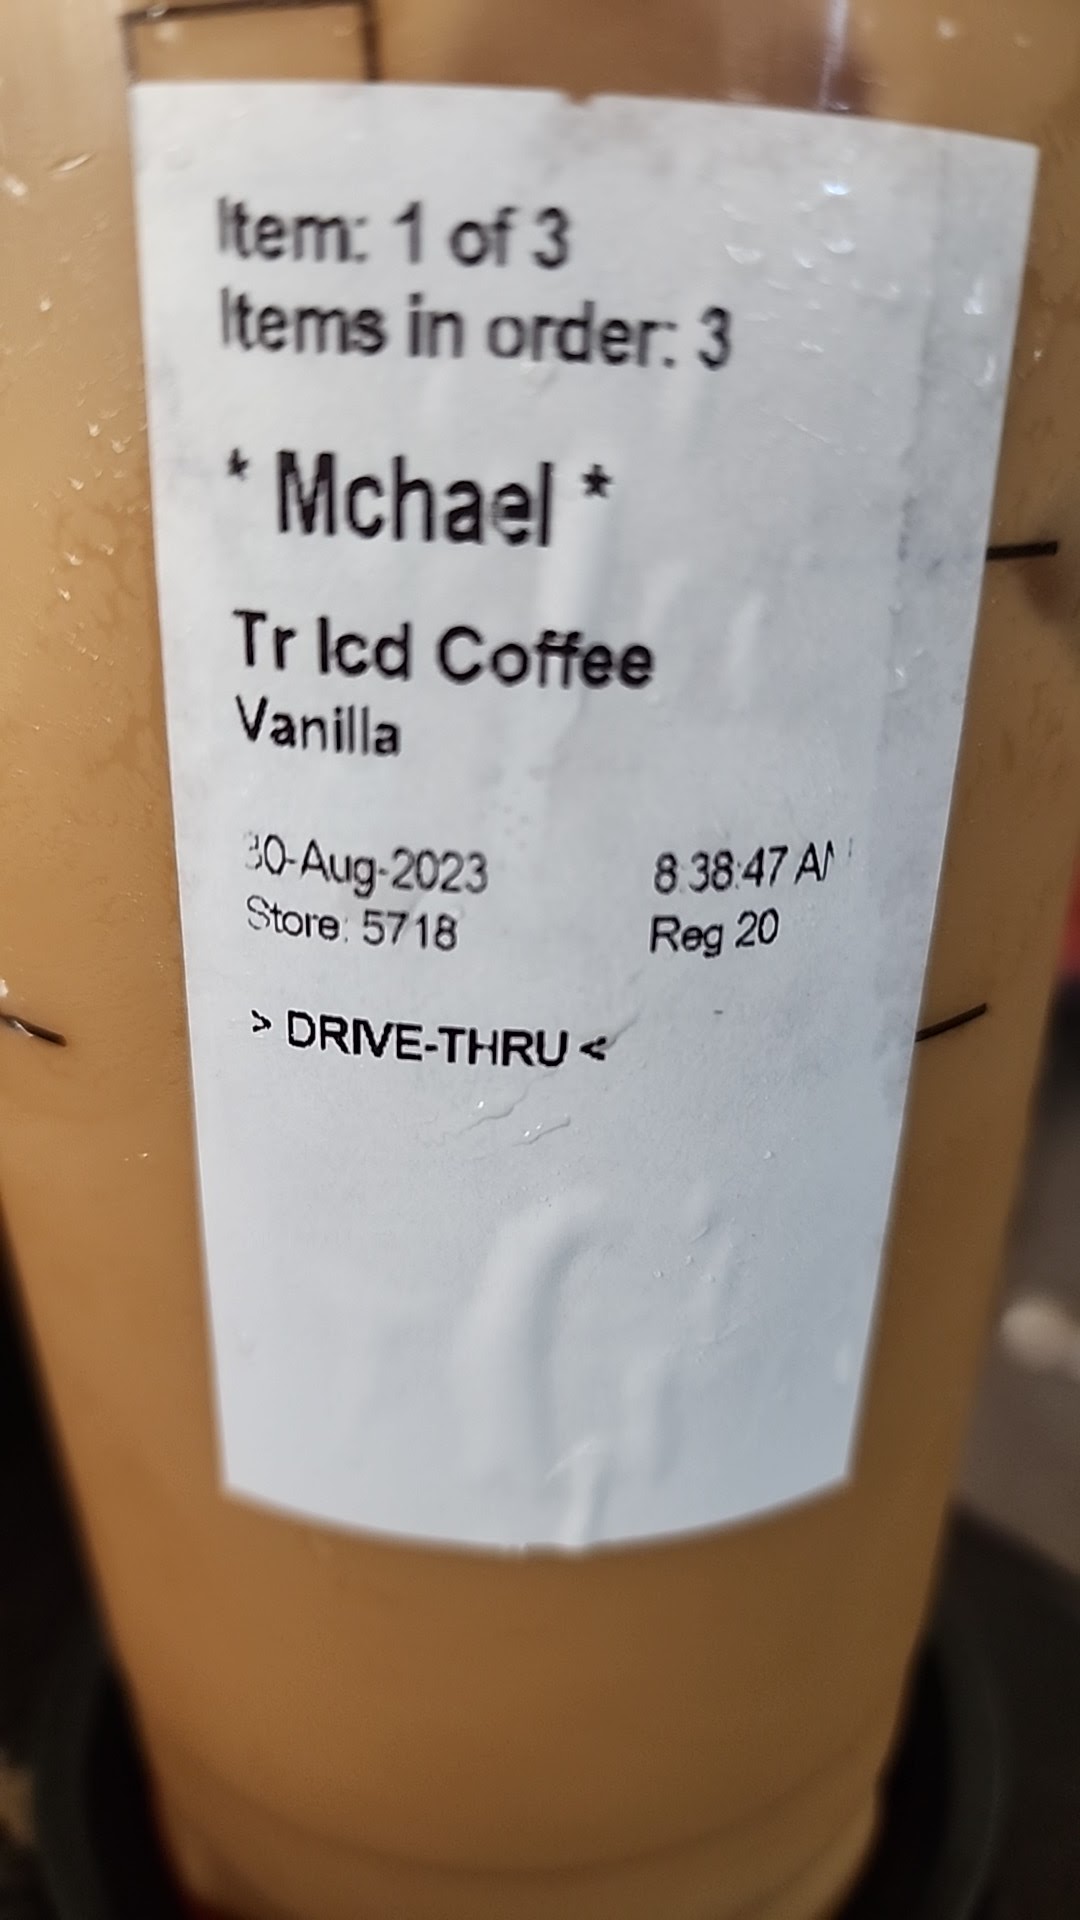 Item: 1 of 3
Items in order: 3
* Mchael *
Tr Icd Coffee
Vanilla
30-Aug-2023 8:38:47 AM
Store: 5718 Reg 20
> DRIVE-THRU <